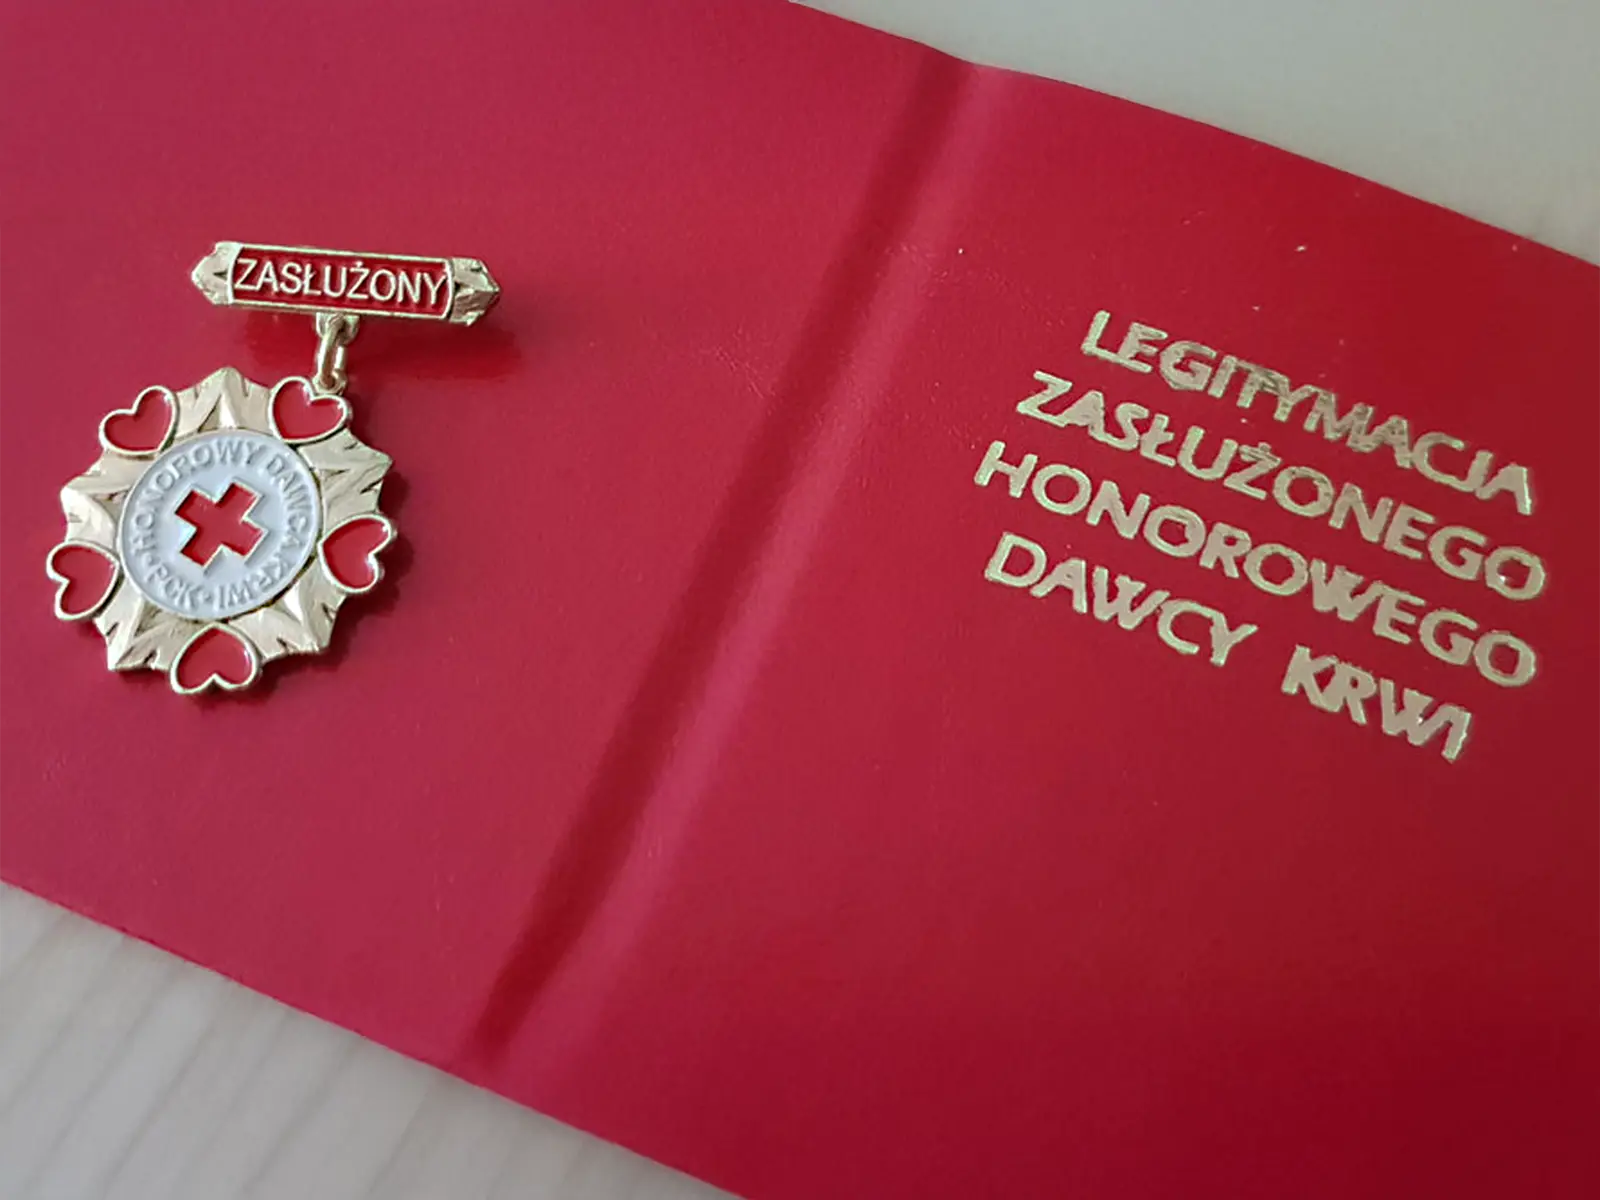 ZASŁUŻONY
HONOROWY DAWCA KRWI
•PCK•
LEGITYMACJA
ZASŁUŻONEGO
HONOROWEGO
DAWCY KRWI